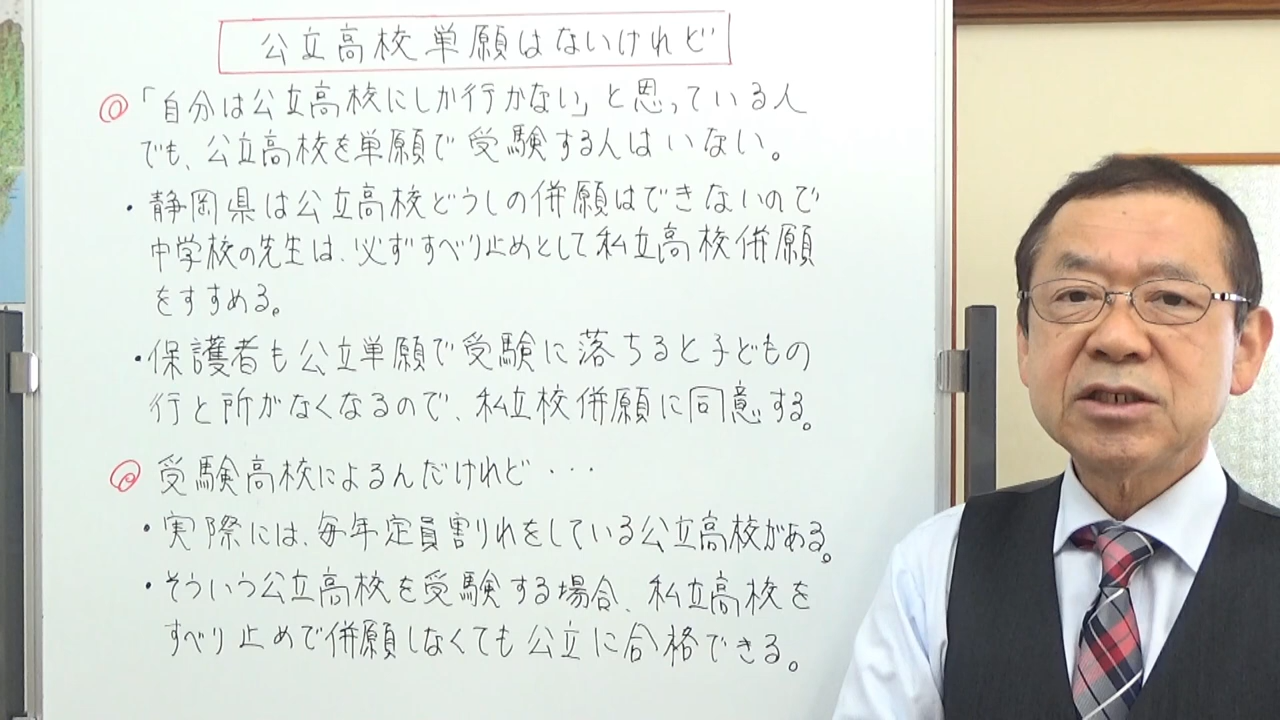 公立高校単願はないけれど
◎「自分は公立高校にしか行かない」と思っている人
でも、公立高校を単願で受験する人はいない。
・静岡県は公立高校どうしの併願はできないので
中学校の先生は、必ずすべり止めとして私立高校併願
をすすめる。
・保護者も公立単願で受験に落ちると子どもの
行と所がなくなるので、私立校併願に同意する。
◎受験高校によるんだけれど・・・
・実際には、毎年定員割れをしている公立高校がある。
・そういう公立高校を受験する場合、私立高校を
すべり止めで併願しなくても公立に合格できる。